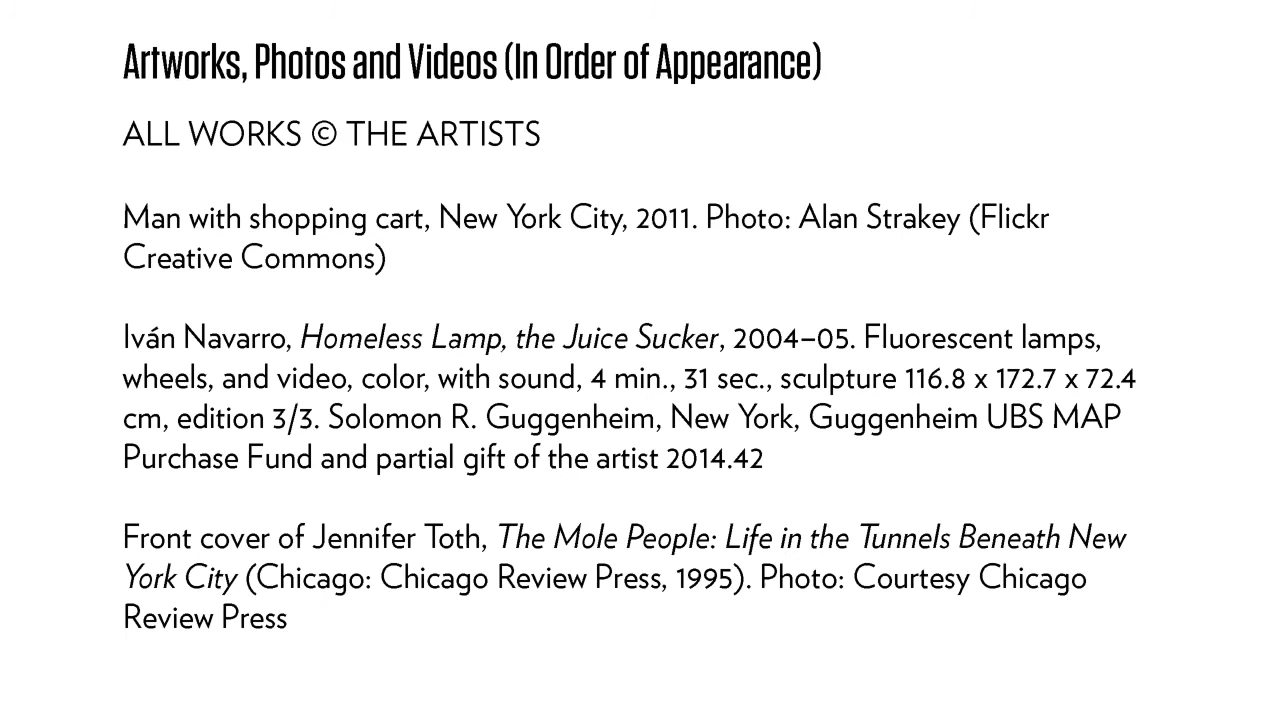 Artworks, Photos and Videos (In Order of Appearance)
ALL WORKS © THE ARTISTS
Man with shopping cart, New York City, 2011. Photo: Alan Strakey (Flickr
Creative Commons)
Iván Navarro, Homeless Lamp, the Juice Sucker, 2004–05. Fluorescent lamps,
wheels, and video, color, with sound, 4 min., 31 sec., sculpture 116.8 x 172.7 x 72.4
cm, edition 3/3. Solomon R. Guggenheim, New York, Guggenheim UBS MAP
Purchase Fund and partial gift of the artist 2014.42
Front cover of Jennifer Toth, The Mole People: Life in the Tunnels Beneath New
York City (Chicago: Chicago Review Press, 1995). Photo: Courtesy Chicago
Review Press